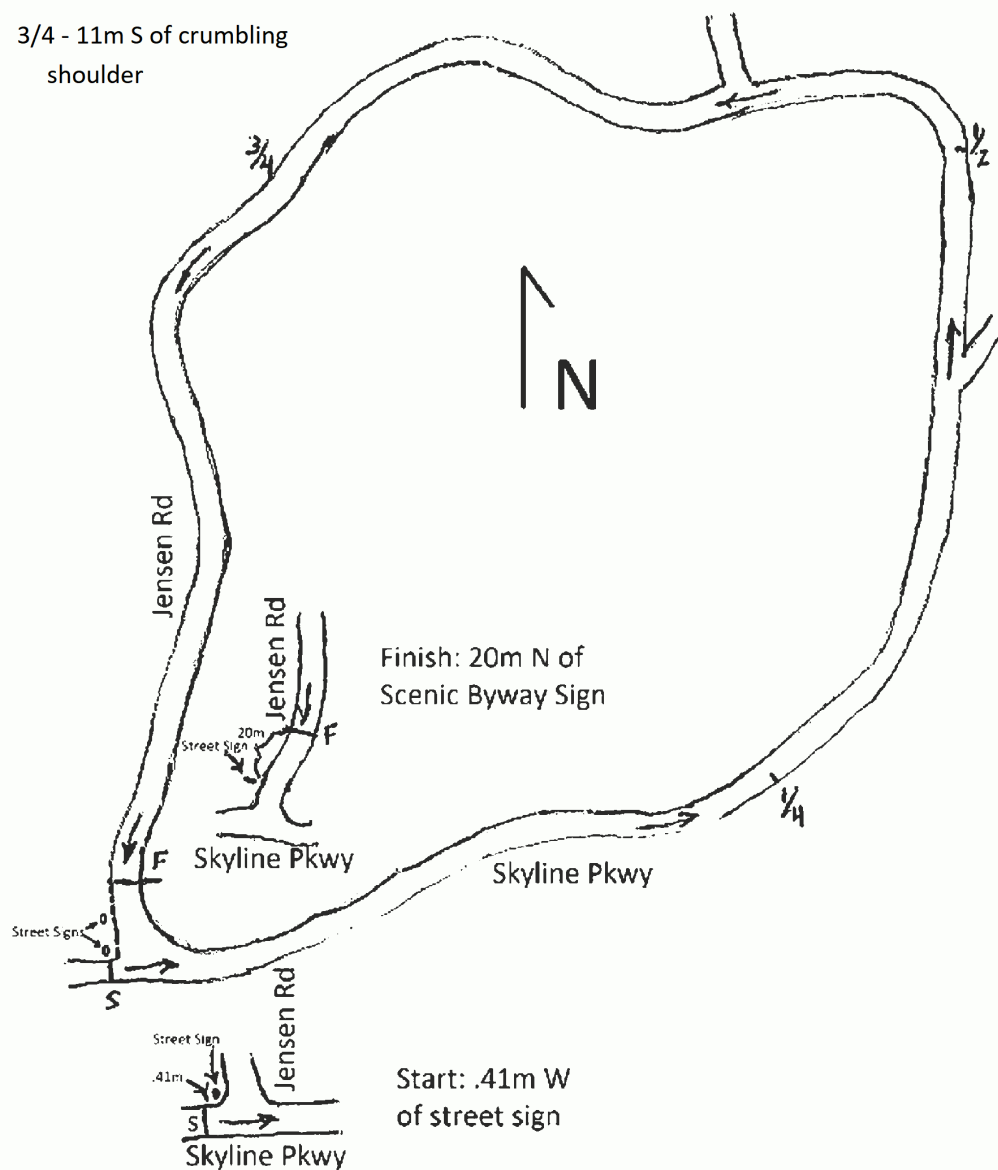 3/4 - 11m S of crumbling
shoulder
3/4
1/2
N
Jensen Rd
Jensen Rd
Finish: 20m N of
Scenic Byway Sign
20m
Street Sign
F
1/4
F
Skyline Pkwy
Skyline Pkwy
Street Signs
S
Jensen Rd
Street Sign
.41m
Start: .41m W
of street sign
S
Skyline Pkwy